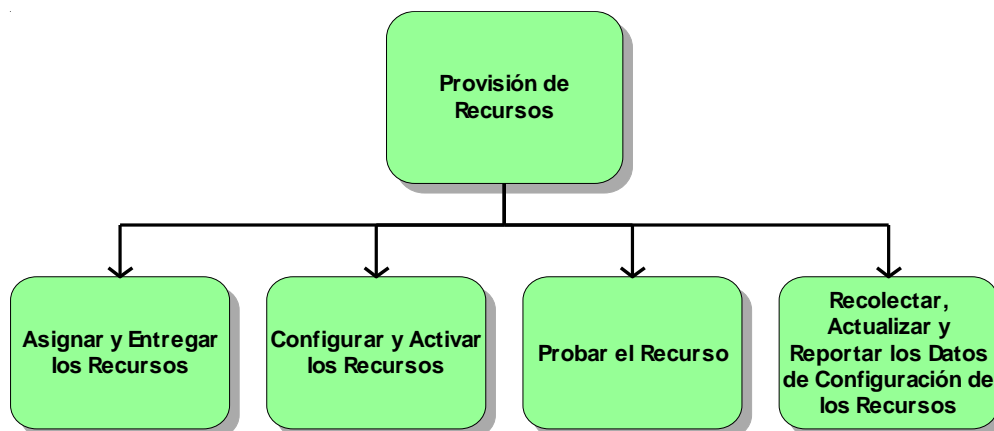 Provisión de
Recursos
Asignar y Entregar
los Recursos
Configurar y Activar
los Recursos
Probar el Recurso
Recolectar,
Actualizar y
Reportar los Datos
de Configuración de
los Recursos